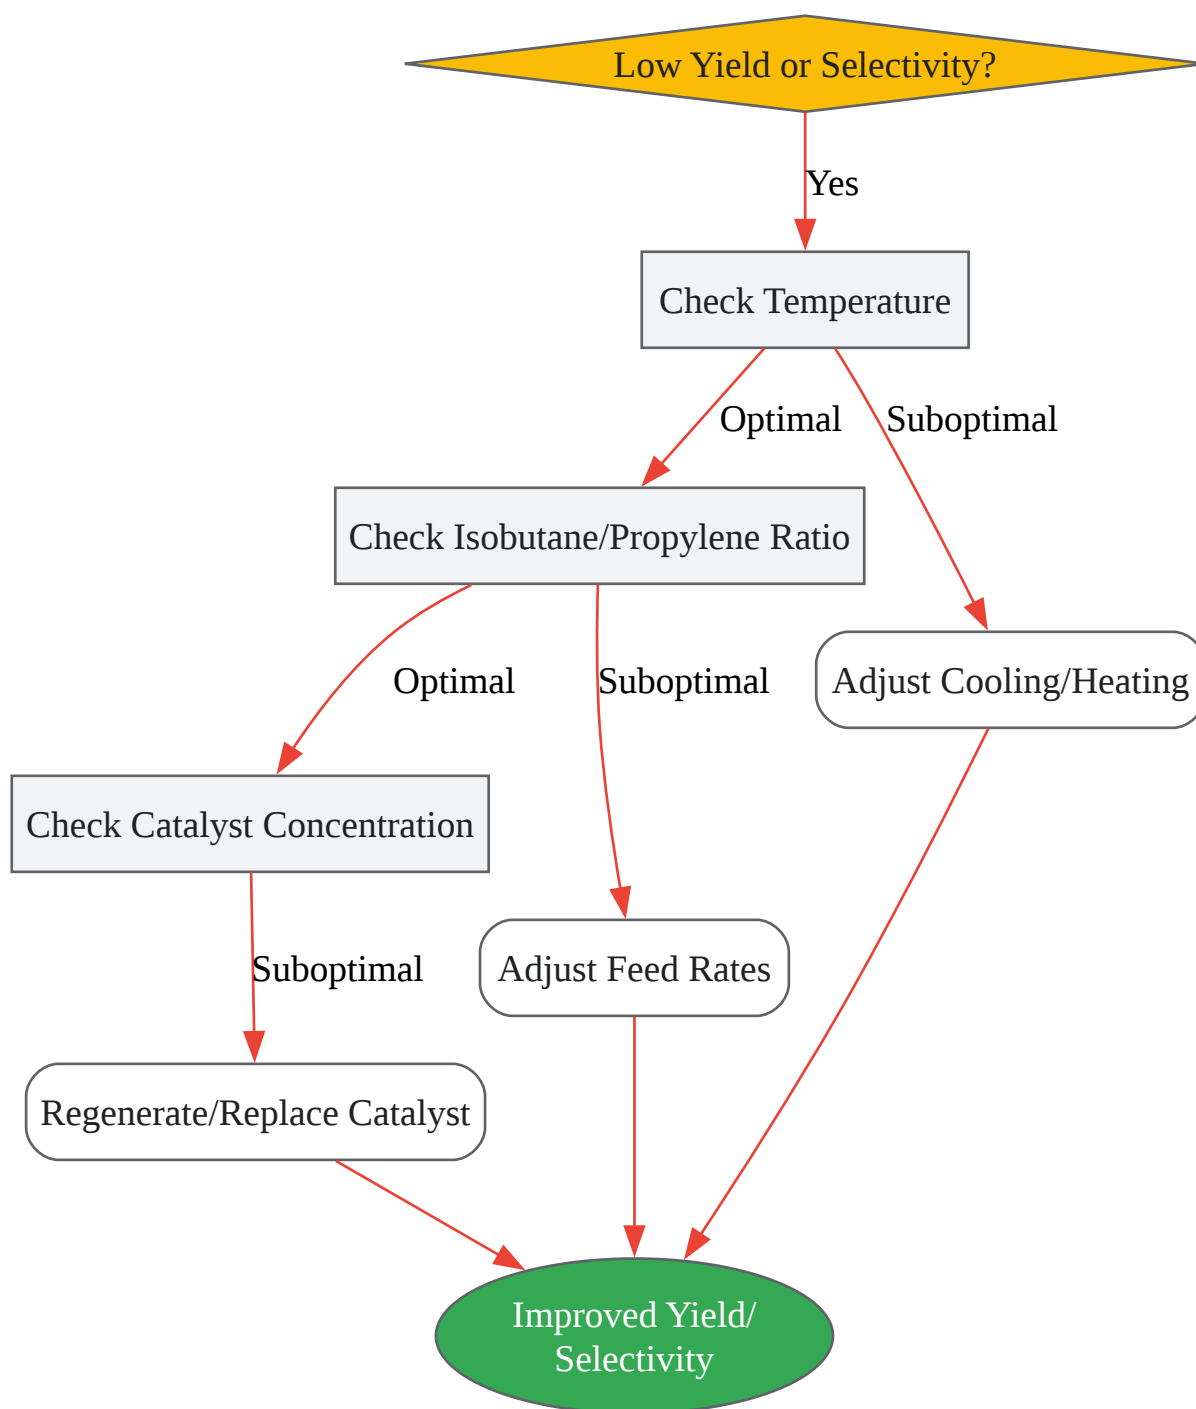 Low Yield or Selectivity?
Yes
Check Temperature
Optimal
Suboptimal
Check Isobutane/Propylene Ratio
Optimal
Suboptimal
Adjust Cooling/Heating
Check Catalyst Concentration
Suboptimal
Adjust Feed Rates
Regenerate/Replace Catalyst
Improved Yield/
Selectivity